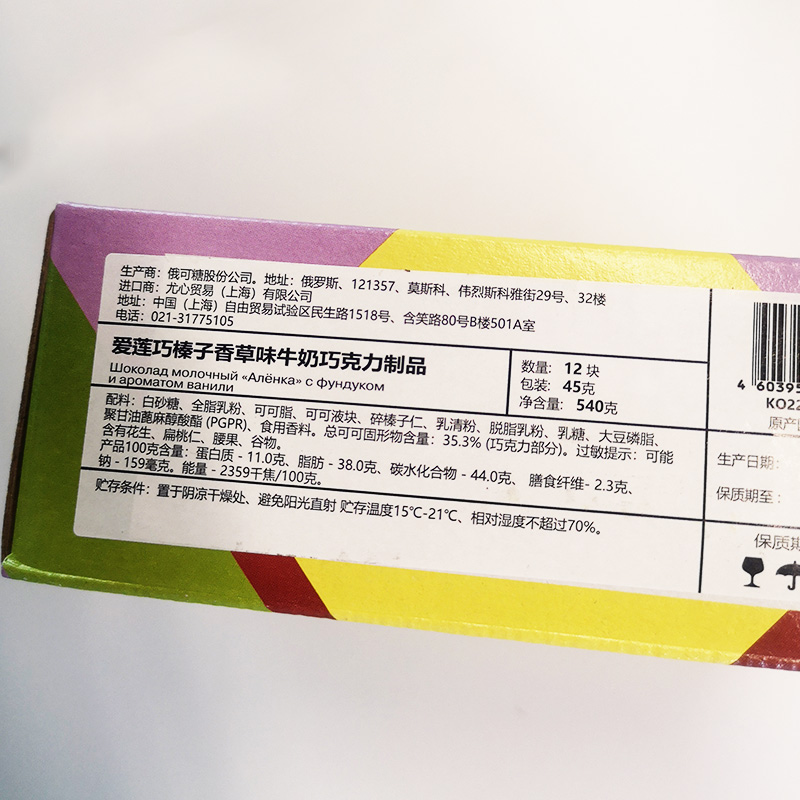 生产商：俄可糖股份公司。地址：俄罗斯、121357、莫斯科、伟烈斯科雅街29号、32楼
进口商：尤心贸易（上海）有限公司
地址：中国（上海）自由贸易试验区民生路1518号、含笑路80号B楼501A室
电话：021-31775105
爱莲巧榛子香草味牛奶巧克力制品
Шоколад молочный «Алёнка» с фундуком
и ароматом ванили
数量：12 块
包装：45克
净含量：540克
配料：白砂糖、全脂乳粉、可可脂、可可液块、碎榛子仁、乳清粉、脱脂乳粉、乳糖、大豆磷脂、
聚甘油蓖麻醇酸酯 (PGPR)、食用香料。总可可固形物含量：35.3% (巧克力部分)。过敏提示：可能
含有花生、扁桃仁、腰果、谷物。
产品100克含量：蛋白质 - 11.0克、脂肪 - 38.0克、碳水化合物 - 44.0克、膳食纤维- 2.3克、
钠 - 159毫克。能量 - 2359千焦/100克。
贮存条件：置于阴凉干燥处、避免阳光直射 贮存温度15℃-21℃、相对湿度不超过70%。
4 60395
KO22
原产
生产日期：
保质期至：
保质期